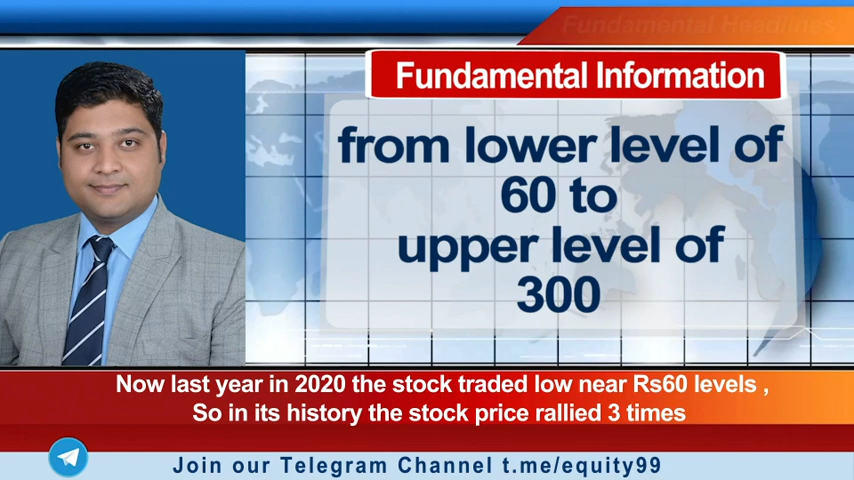 Fundamental Headlines
Fundamental Information
from lower level of
60 to
upper level of
300
Now last year in 2020 the stock traded low near Rs60 levels ,
So in its history the stock price rallied 3 times
Join our Telegram Channel t.me/equity99